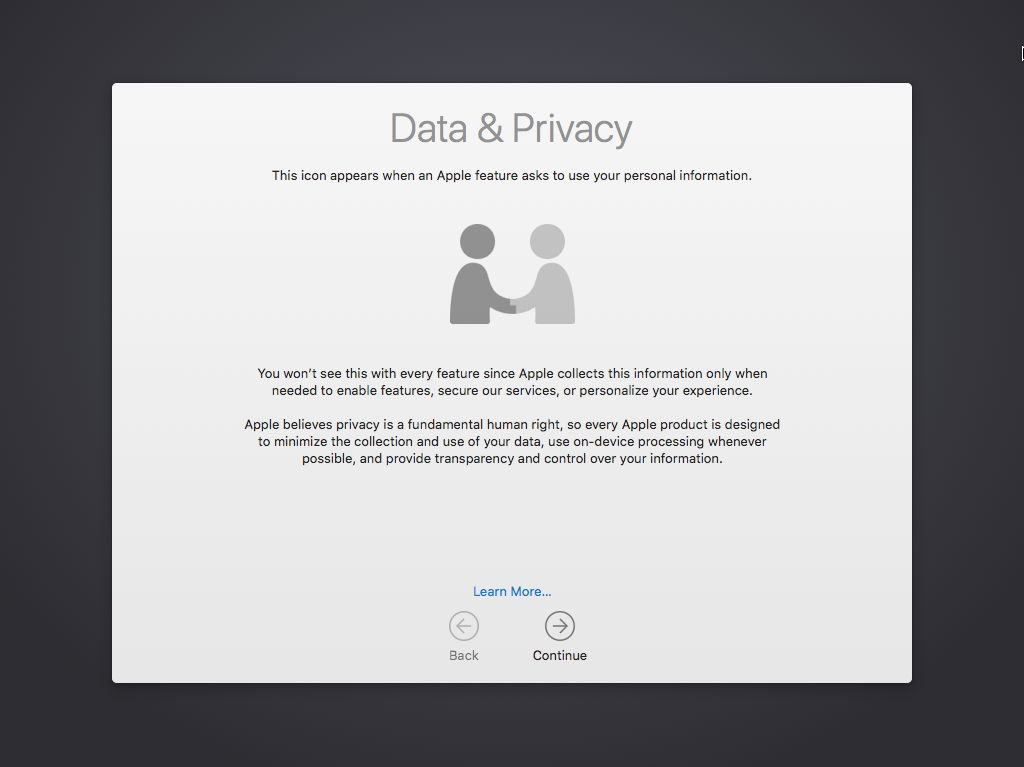 Data & Privacy
This icon appears when an Apple feature asks to use your personal information.
You won’t see this with every feature since Apple collects this information only when
needed to enable features, secure our services, or personalize your experience.
Apple believes privacy is a fundamental human right, so every Apple product is designed
to minimize the collection and use of your data, use on-device processing whenever
possible, and provide transparency and control over your information.
Learn More...
Back
Continue